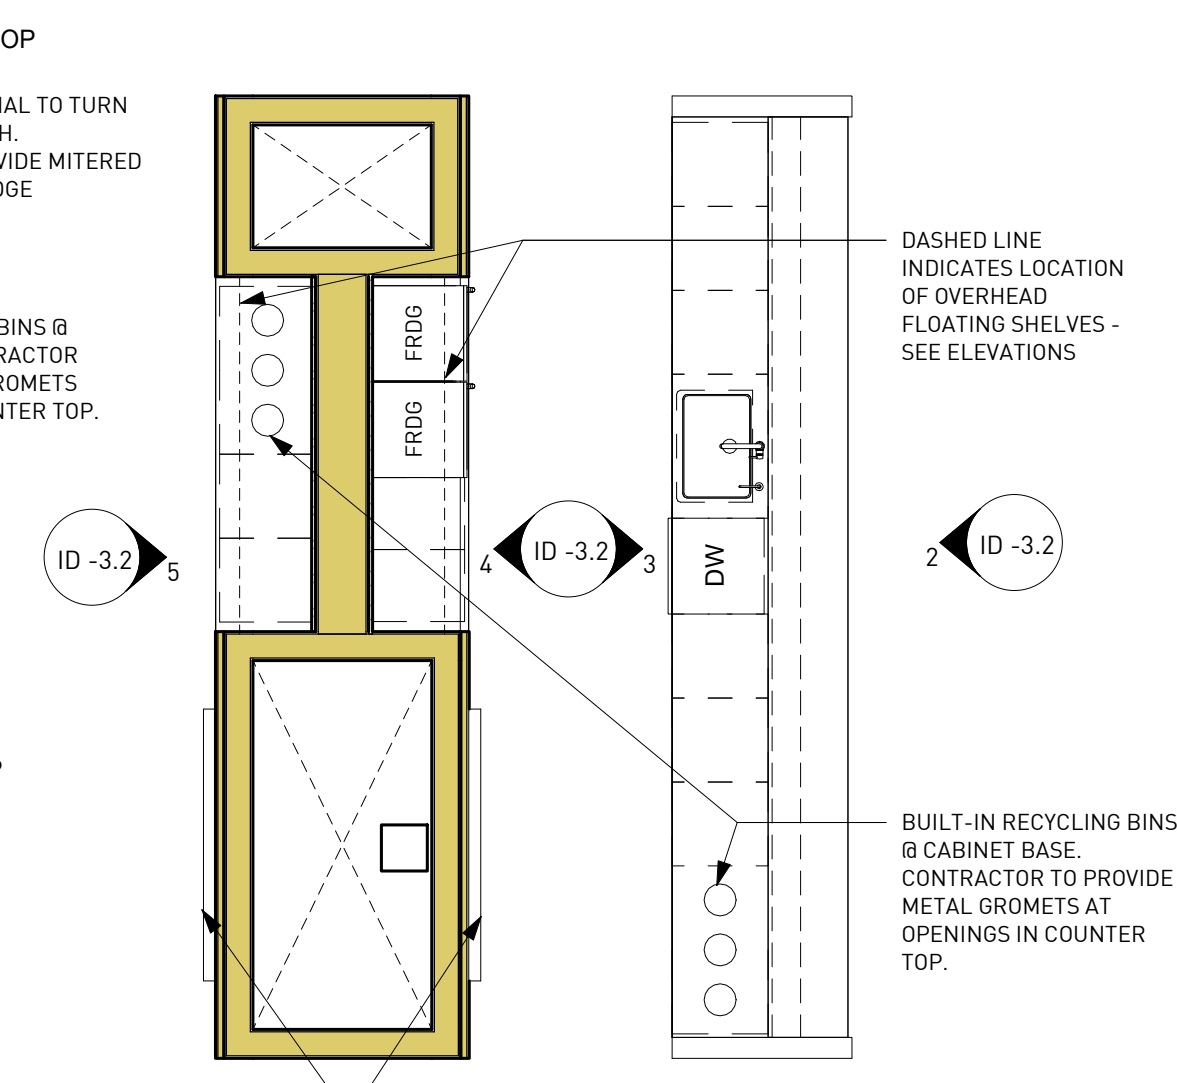 OP
IAL TO TURN
H.
VIDE MITERED
DGE
BINS @
RACTOR
ROMETS
NTER TOP.
FRDG
FRDG
DASHED LINE
INDICATES LOCATION
OF OVERHEAD
FLOATING SHELVES -
SEE ELEVATIONS
ID -3.2
5
4
ID -3.2
3
DW
2
ID -3.2
BUILT-IN RECYCLING BINS
@ CABINET BASE.
CONTRACTOR TO PROVIDE
METAL GROMETS AT
OPENINGS IN COUNTER
TOP.